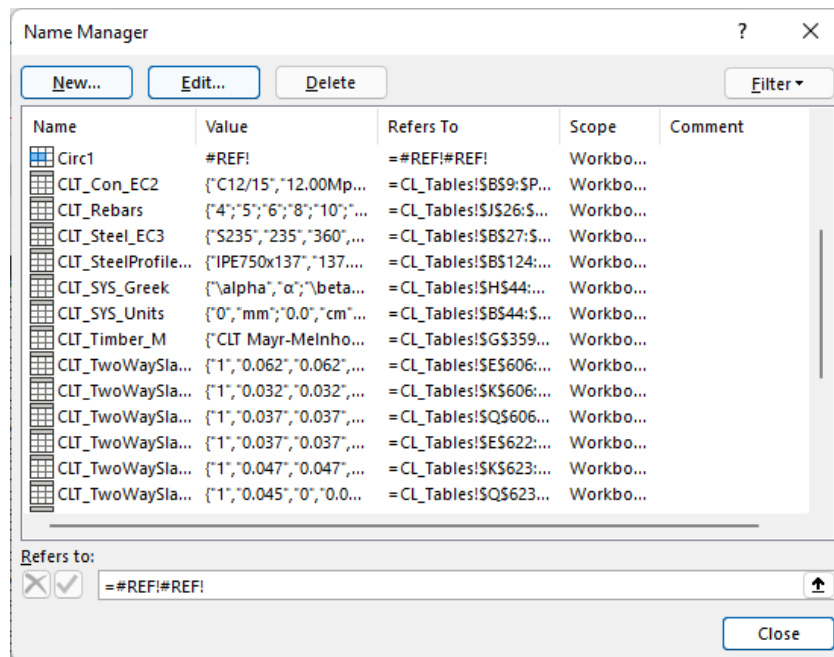 Name Manager ?
New... Edit... Delete Filter
Name Value Refers To Scope Comment
Circ1 #REF! =#REF!#REF! Workbo...
CLT_Con_EC2 {"C12/15","12.00Mp... =CL_Tables!$B$9:$P... Workbo...
CLT_Rebars {"4";"5";"6";"8";"10";"... =CL_Tables!$J$26:$... Workbo...
CLT_Steel_EC3 {"S235","235","360",... =CL_Tables!$B$27:$... Workbo...
CLT_SteelProfile... {"IPE750x137","137.... =CL_Tables!$B$124:... Workbo...
CLT_SYS_Greek {"\alpha","α";"\beta... =CL_Tables!$H$44:... Workbo...
CLT_SYS_Units {"0","mm";"0.0","cm"... =CL_Tables!$B$44:$... Workbo...
CLT_Timber_M {"CLT Mayr-Melnho... =CL_Tables!$G$359... Workbo...
CLT_TwoWaySla... {"1","0.062","0.062",... =CL_Tables!$E$606:... Workbo...
CLT_TwoWaySla... {"1","0.032","0.032",... =CL_Tables!$K$606:... Workbo...
CLT_TwoWaySla... {"1","0.037","0.037",... =CL_Tables!$Q$606... Workbo...
CLT_TwoWaySla... {"1","0.037","0.037",... =CL_Tables!$E$622:... Workbo...
CLT_TwoWaySla... {"1","0.047","0.047",... =CL_Tables!$K$623:... Workbo...
CLT_TwoWaySla... {"1","0.045","0","0.0... =CL_Tables!$Q$623... Workbo...
Refers to:
=#REF!#REF!
Close